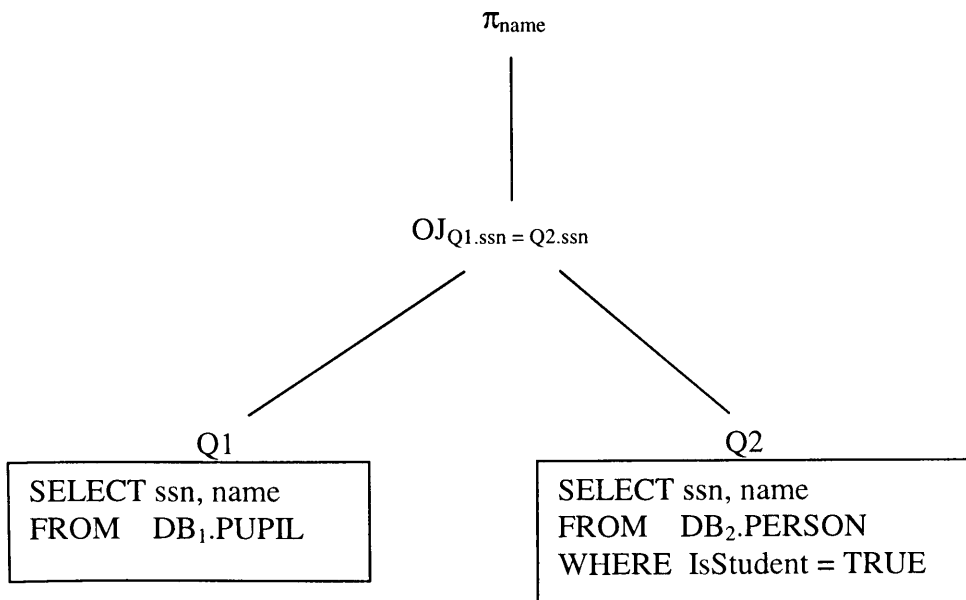 π_name
OJ_Q1.ssn = Q2.ssn
Q1
SELECT ssn, name
FROM DB₁.PUPIL
Q2
SELECT ssn, name
FROM DB₂.PERSON
WHERE IsStudent = TRUE